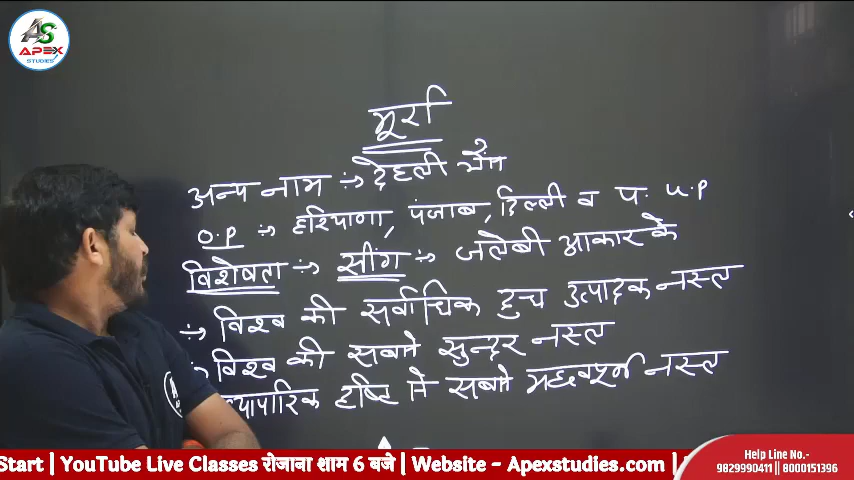 AS
APEX
STUDIES
मूर्रा
अन्य नाम :-> देहली भैंस
O.P :-> हरियाणा, पंजाब, दिल्ली व प. U.P
विशेषता :-> सींग :-> जलेबी आकार के
:-> विश्व की सर्वाधिक दुध उत्पादक नस्ल
:-> विश्व की सबसे सुन्दर नस्ल
व्यापारिक दृष्टि से सबसे महत्वपूर्ण नस्ल
Start | YouTube Live Classes रोजाना शाम 6 बजे | Website - Apexstudies.com |
Help Line No.-
9829990411 || 8000151396